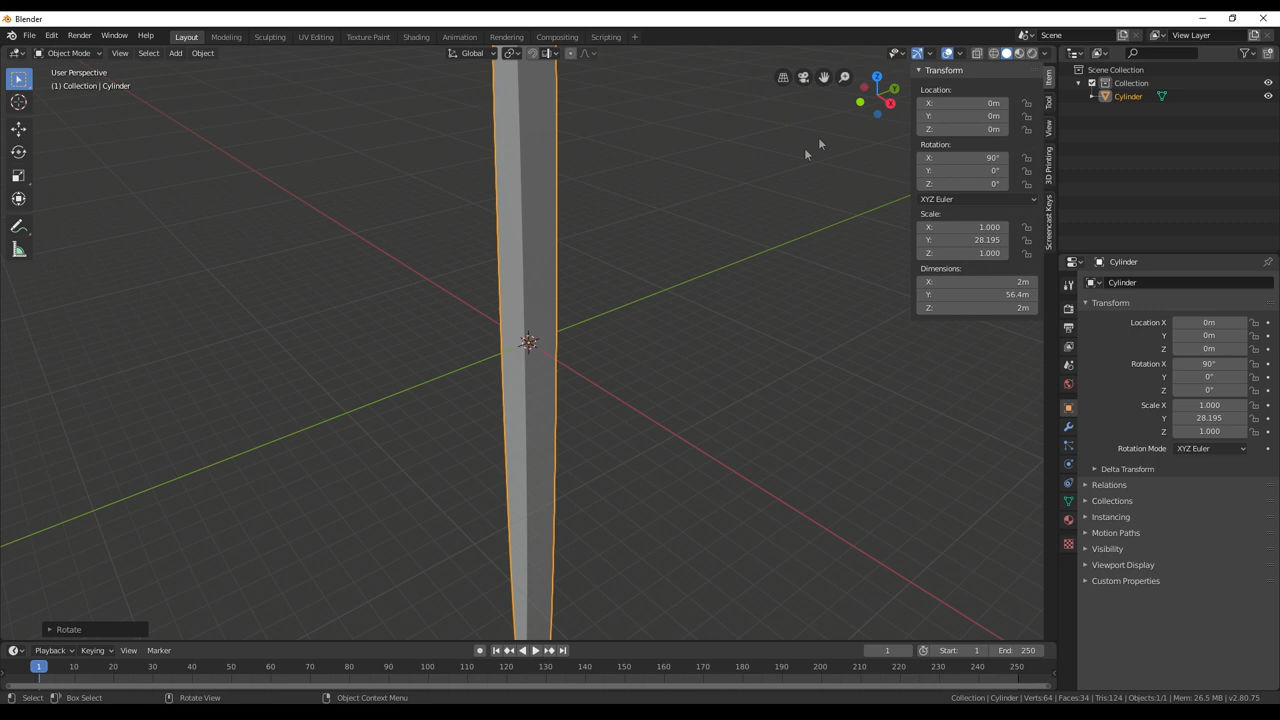 Blender
File Edit Render Window Help Layout Modeling Sculpting UV Editing Texture Paint Shading Animation Rendering Compositing Scripting + Scene View Layer
Object Mode View Select Add Object Global
User Perspective
(1) Collection | Cylinder
Transform
Location:
X: 0m
Y: 0m
Z: 0m
Rotation:
X: 90°
Y: 0°
Z: 0°
XYZ Euler
Scale:
X: 1.000
Y: 28.195
Z: 1.000
Dimensions:
X: 2m
Y: 56.4m
Z: 2m
Item
Tool
View
3D Printing
Screencast Keys
Z
Y
X
Scene Collection
Collection
Cylinder
Cylinder
Cylinder
Transform
Location X 0m
Y 0m
Z 0m
Rotation X 90°
Y 0°
Z 0°
Scale X 1.000
Y 28.195
Z 1.000
Rotation Mode XYZ Euler
Delta Transform
Relations
Collections
Instancing
Motion Paths
Visibility
Viewport Display
Custom Properties
Rotate
Playback Keying View Marker 1 Start: 1 End: 250
1 10 20 30 40 50 60 70 80 90 100 110 120 130 140 150 160 170 180 190 200 210 220 230 240 250
Select Box Select Rotate View Object Context Menu Collection | Cylinder | Verts:64 | Faces:34 | Tris:124 | Objects:1/1 | Mem: 26.5 MB | v2.80.75